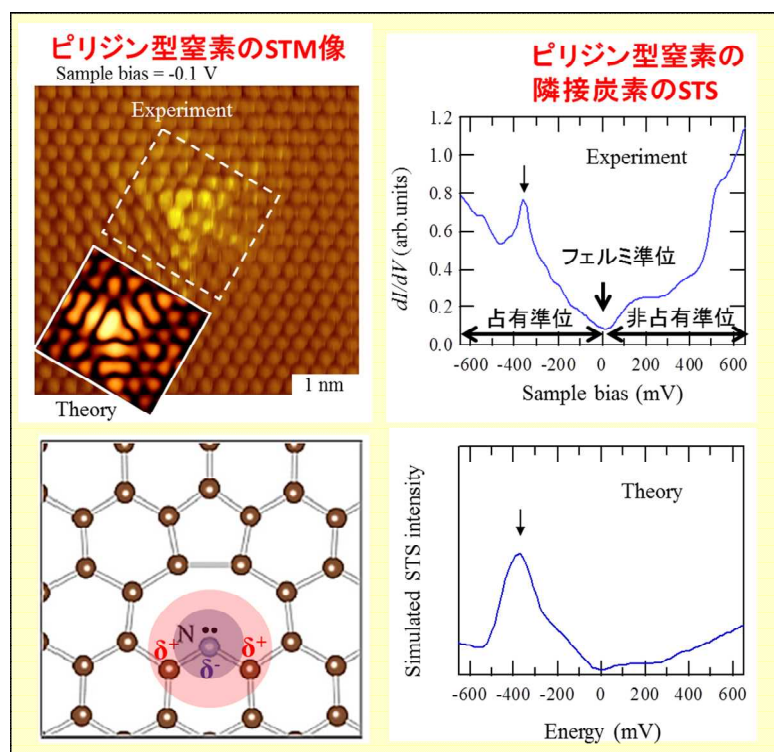 ピリジン型窒素のSTM像
Sample bias = -0.1 V
Experiment
Theory
1 nm
ピリジン型窒素の
隣接炭素のSTS
1.2
1.0
0.8
0.6
0.4
0.2
0.0
dI/dV (arb.units)
Experiment
フェルミ準位
占有準位
非占有準位
-600 -400 -200 0 200 400 600
Sample bias (mV)
N
δ+ δ+
δ-
Simulated STS intensity
Theory
-600 -400 -200 0 200 400 600
Energy (mV)